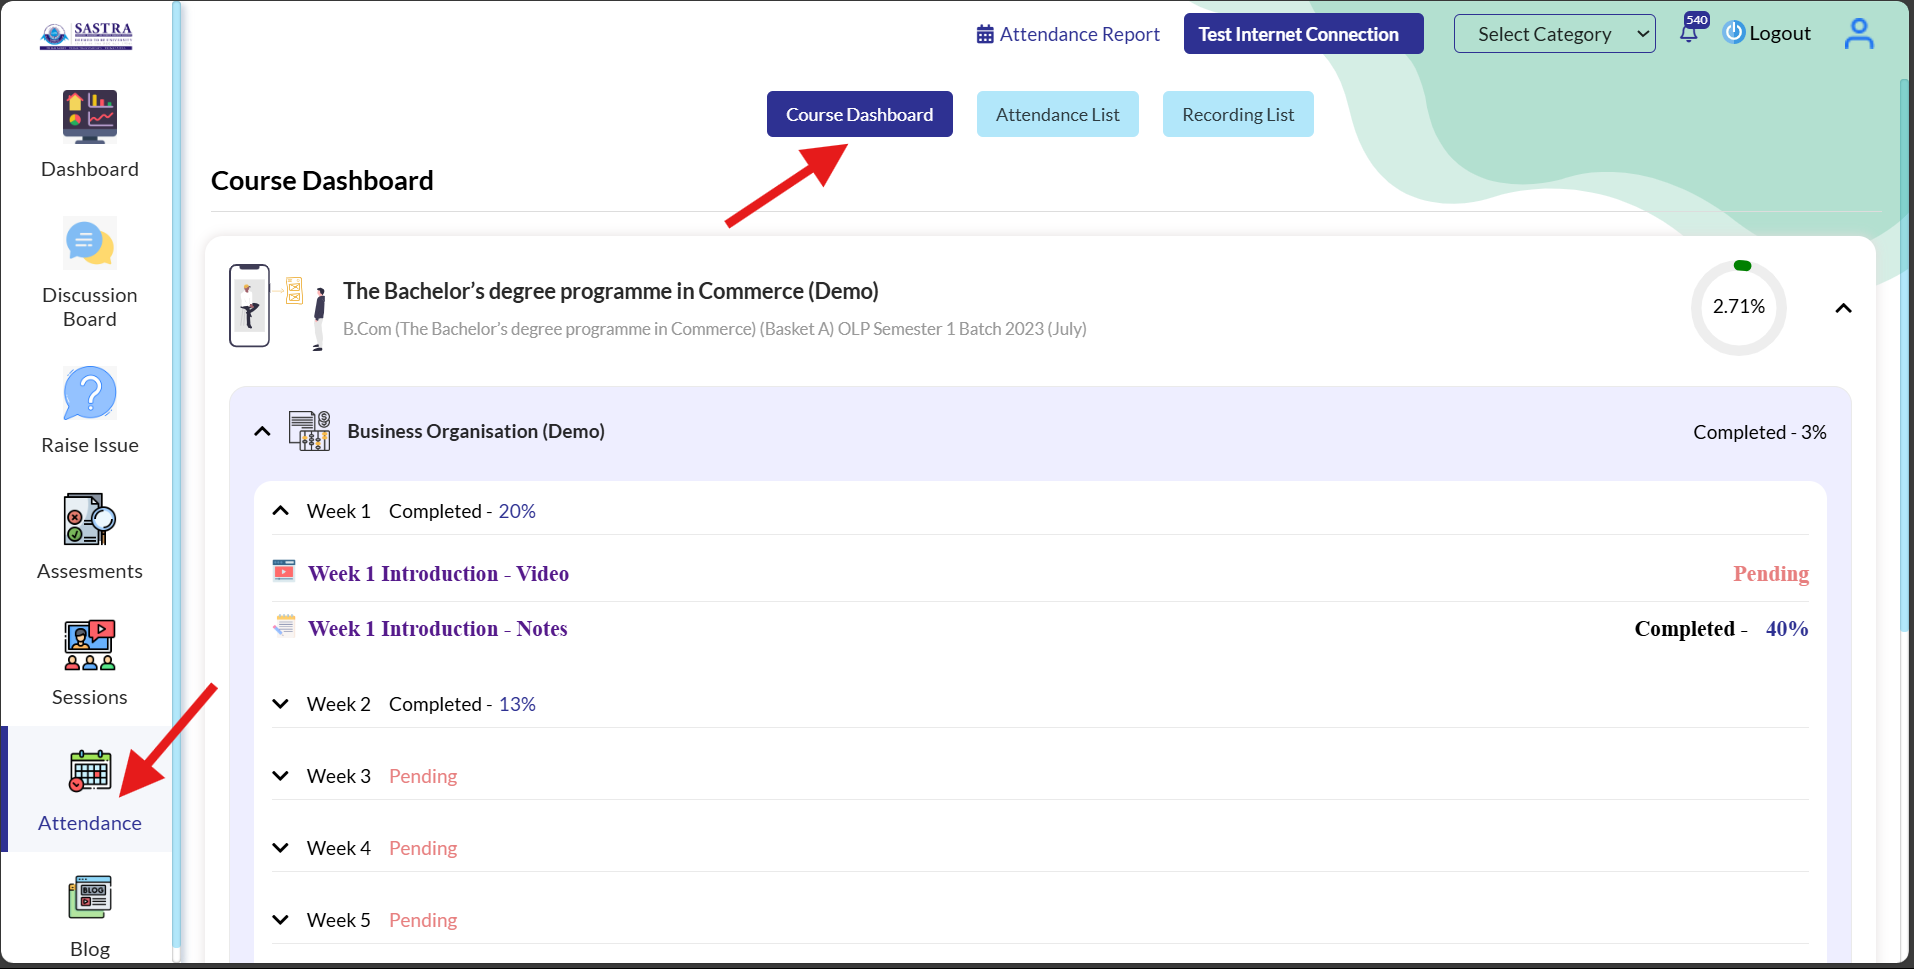 SASTRA
Attendance Report
Test Internet Connection
Select Category
540
Logout
Dashboard
Discussion
Board
Raise Issue
Assesments
Sessions
Attendance
BLOG
Blog
Course Dashboard
Attendance List
Recording List
Course Dashboard
The Bachelor’s degree programme in Commerce (Demo)
B.Com (The Bachelor’s degree programme in Commerce) (Basket A) OLP Semester 1 Batch 2023 (July)
2.71%
Business Organisation (Demo)
Completed - 3%
Week 1 Completed - 20%
Week 1 Introduction - Video Pending
Week 1 Introduction - Notes Completed - 40%
Week 2 Completed - 13%
Week 3 Pending
Week 4 Pending
Week 5 Pending